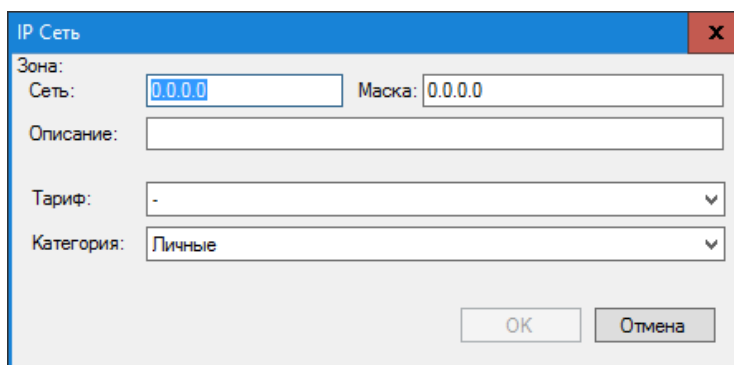 IP Сеть x
Зона:
Сеть: 0.0.0.0 Маска: 0.0.0.0
Описание:
Тариф: -
Категория: Личные
OK Отмена